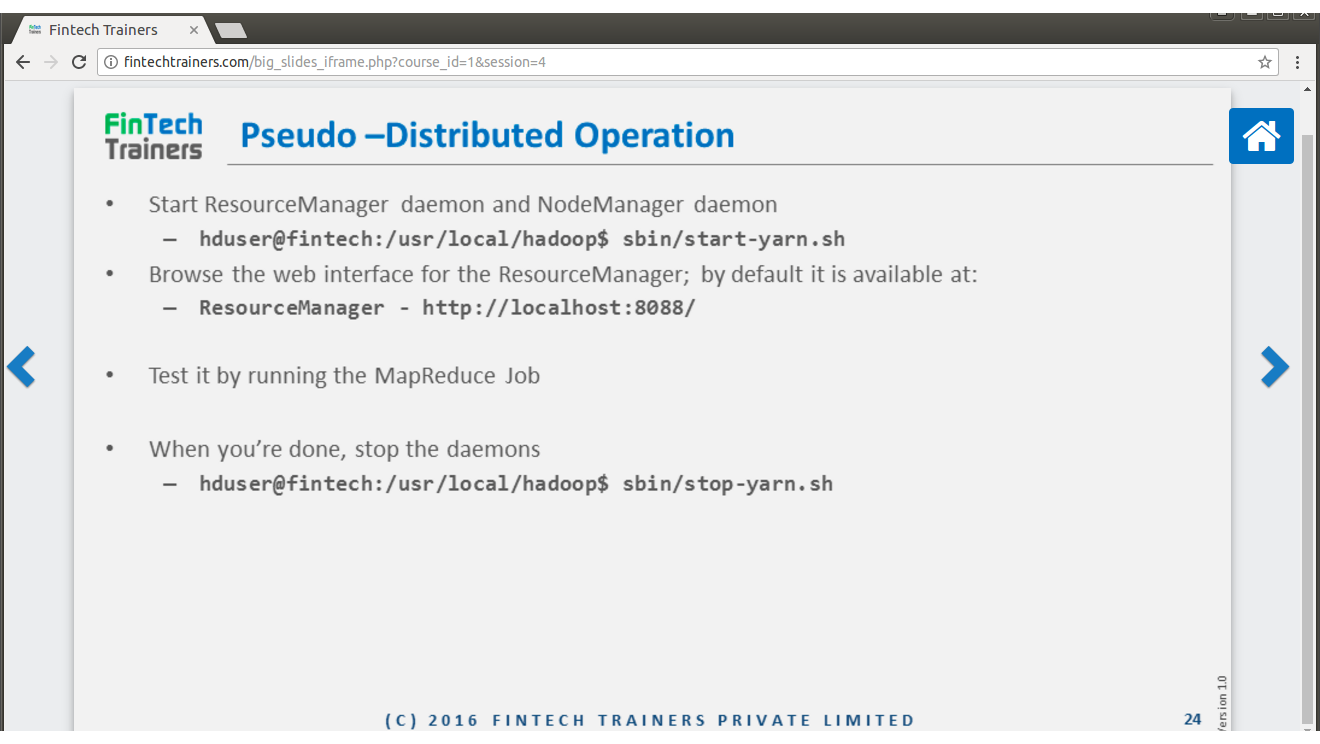 Fintech Trainers
fintechtrainers.com/big_slides_iframe.php?course_id=1&session=4
FinTech
Trainers
Pseudo –Distributed Operation
• Start ResourceManager daemon and NodeManager daemon
– hduser@fintech:/usr/local/hadoop$ sbin/start-yarn.sh
• Browse the web interface for the ResourceManager; by default it is available at:
– ResourceManager - http://localhost:8088/
• Test it by running the MapReduce Job
• When you’re done, stop the daemons
– hduser@fintech:/usr/local/hadoop$ sbin/stop-yarn.sh
(C) 2016 FINTECH TRAINERS PRIVATE LIMITED
24
1.0